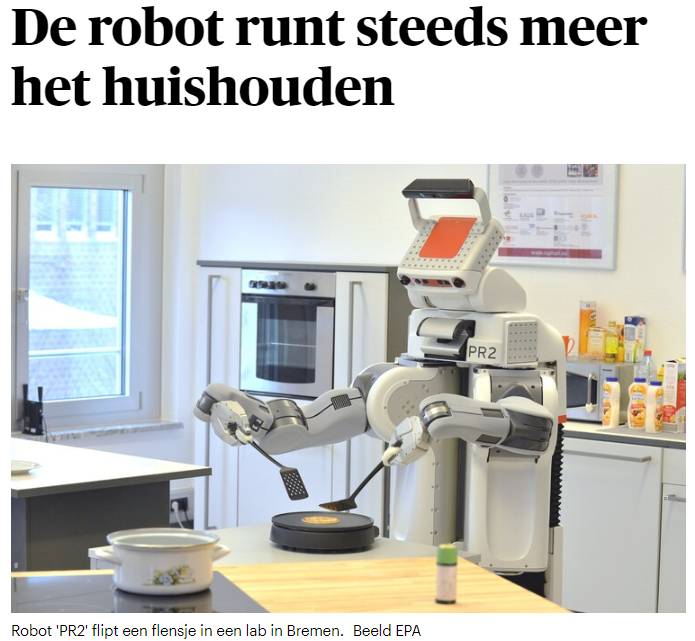 De robot runt steeds meer
het huishouden
PR2
Robot 'PR2' flipt een flensje in een lab in Bremen. Beeld EPA